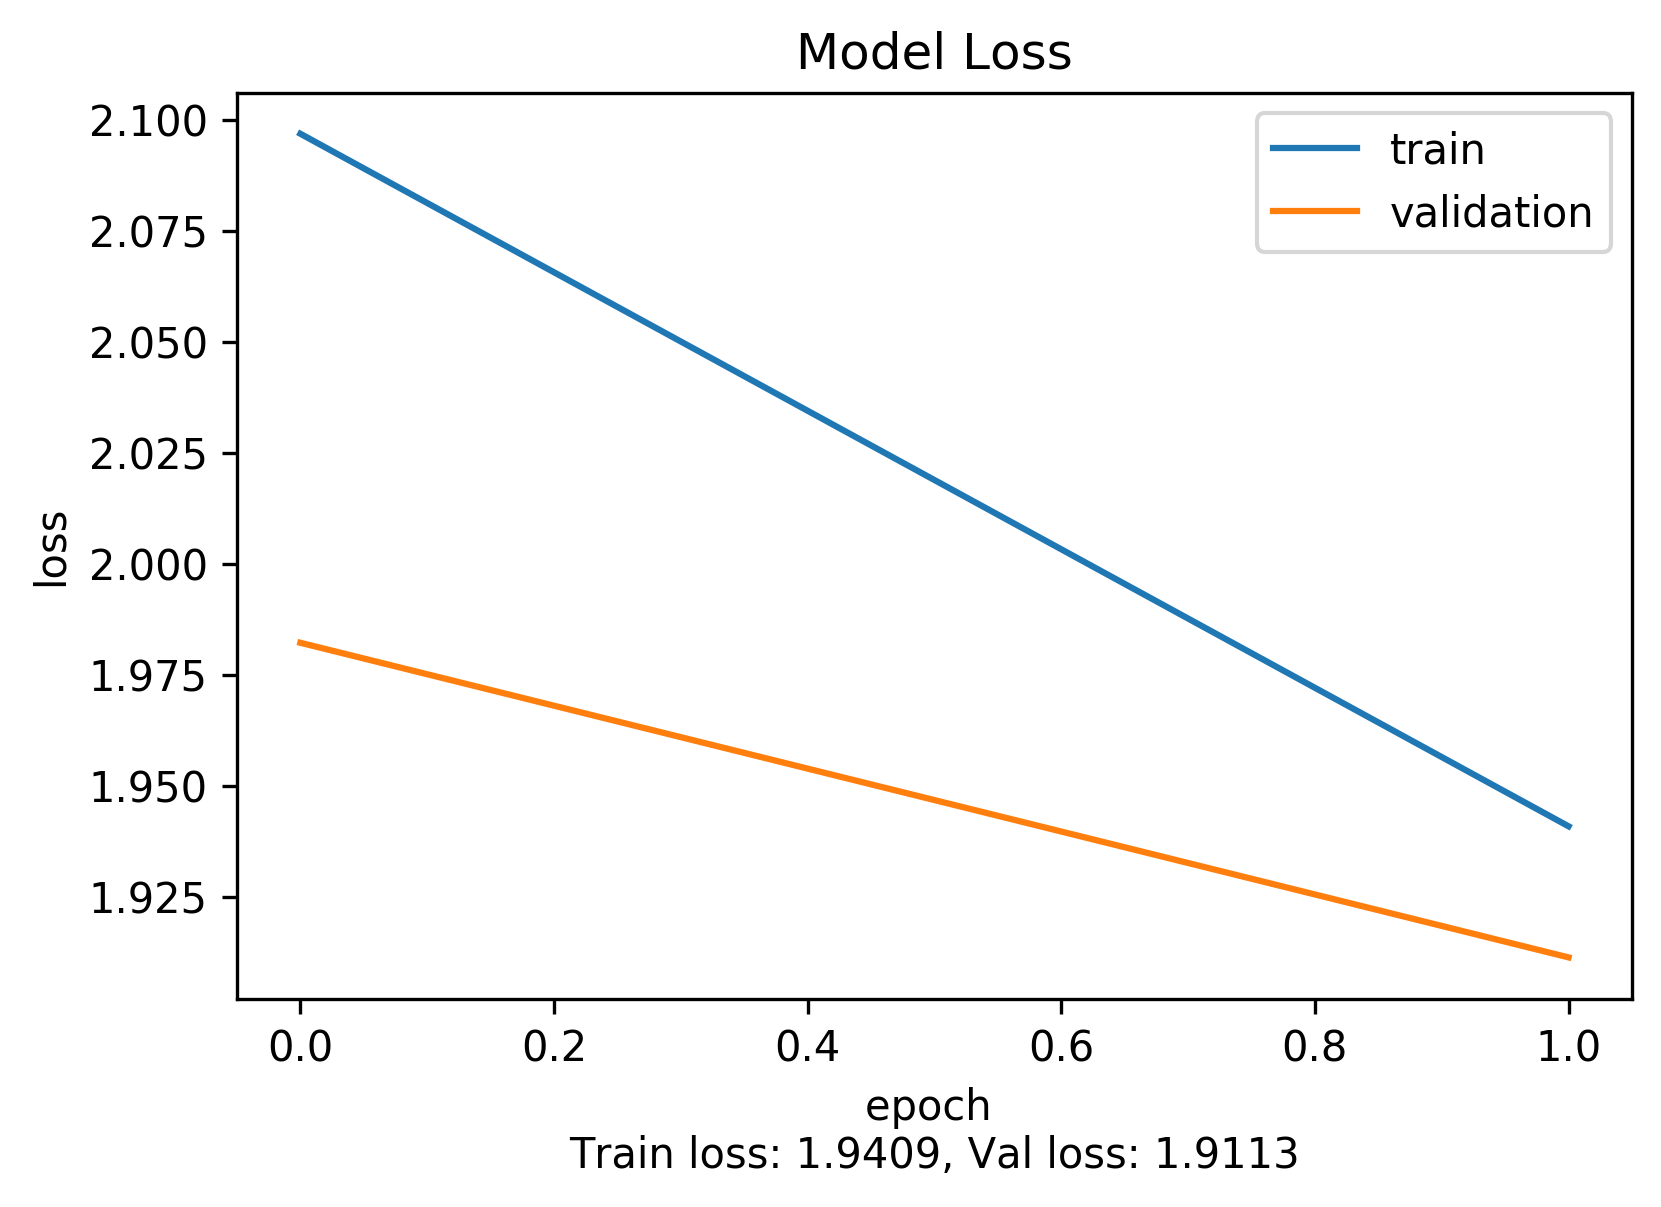 Model Loss
train
validation
2.100
2.075
2.050
2.025
2.000
1.975
1.950
1.925
loss
0.0 0.2 0.4 0.6 0.8 1.0
epoch
Train loss: 1.9409, Val loss: 1.9113